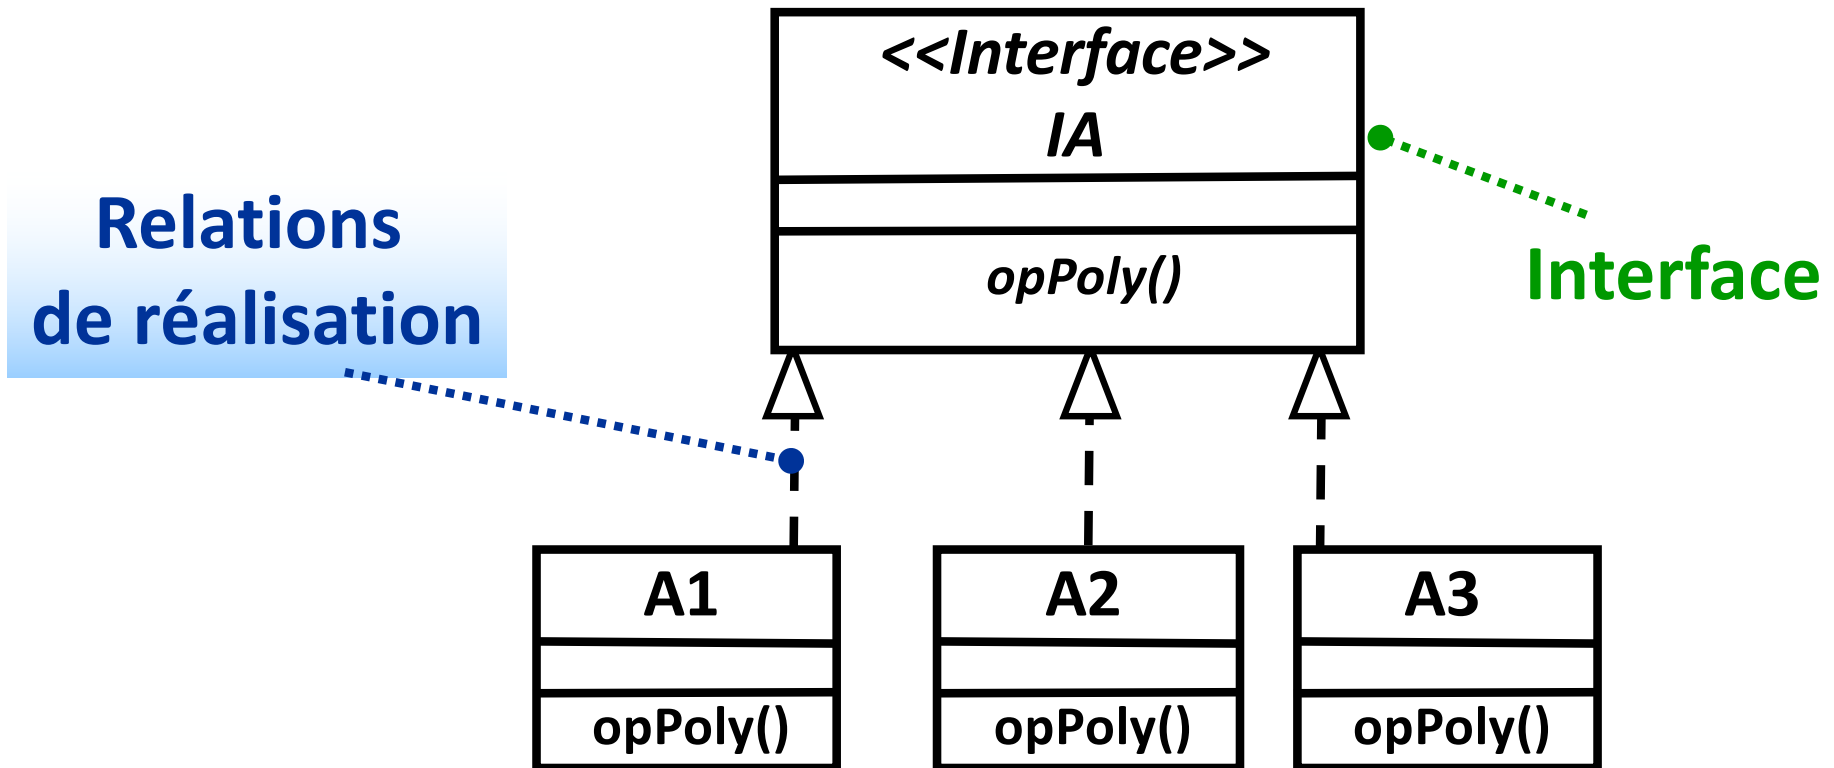 <<Interface>>
IA
opPoly()
Relations
de réalisation
Interface
A1
opPoly()
A2
opPoly()
A3
opPoly()